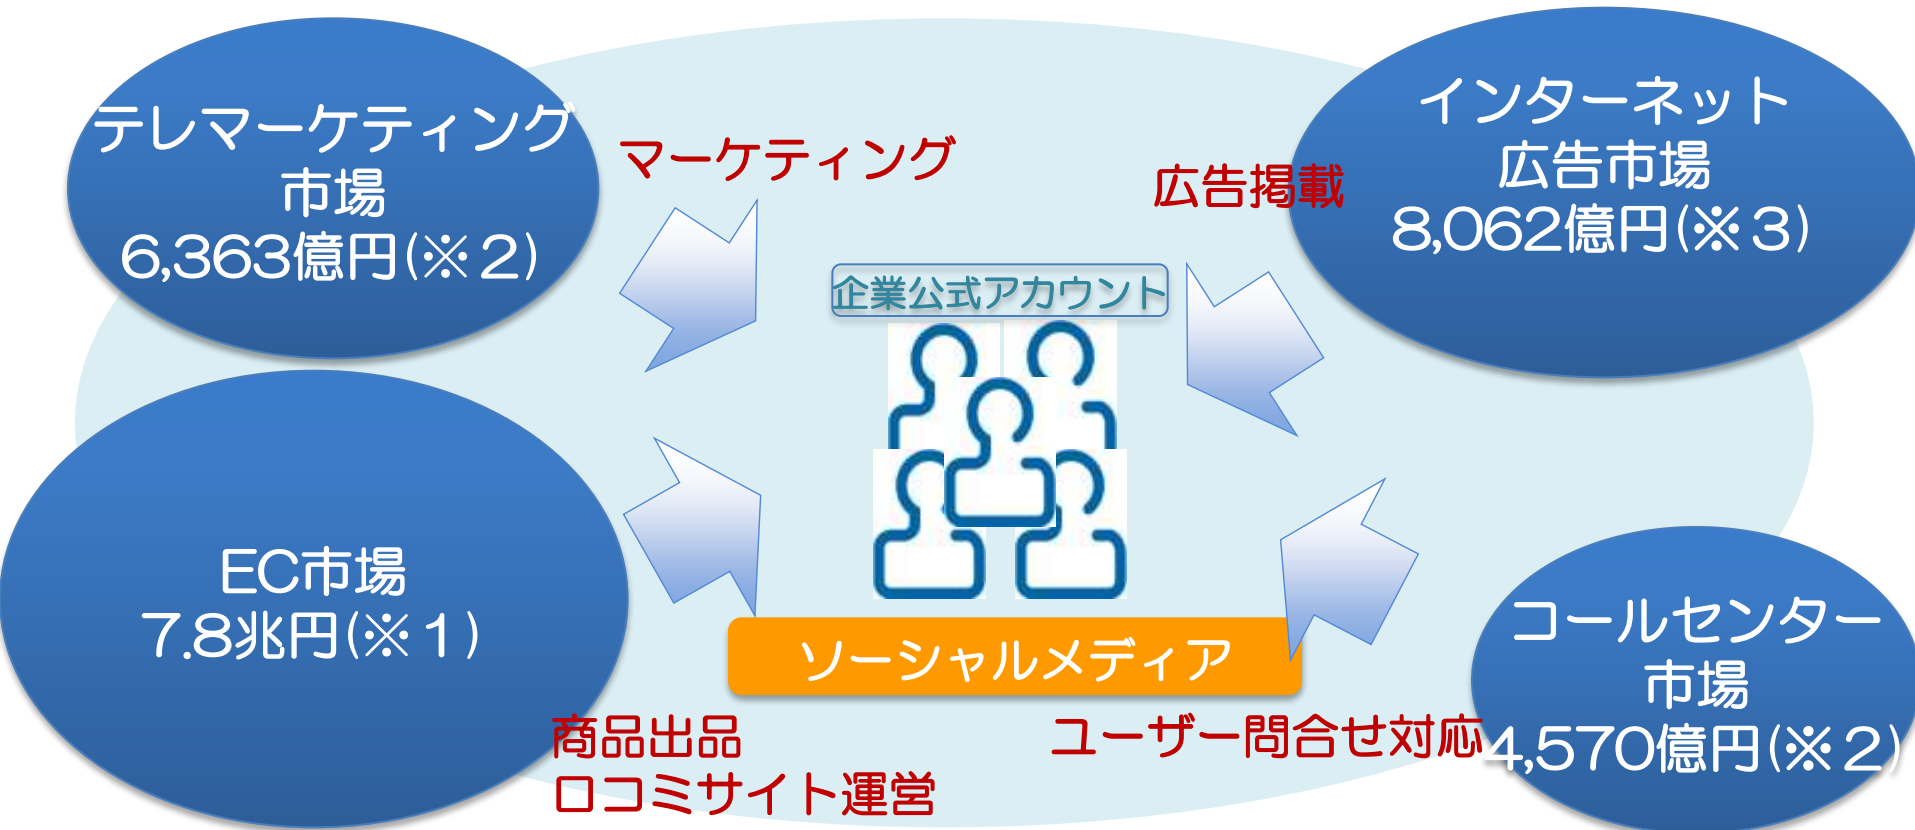 テレマーケティング
市場
6,363億円(※2)
マーケティング
広告掲載
インターネット
広告市場
8,062億円(※3)
企業公式アカウント
EC市場
7.8兆円(※1)
ソーシャルメディア
商品出品
口コミサイト運営
ユーザー問合せ対応
コールセンター
市場
4,570億円(※2)